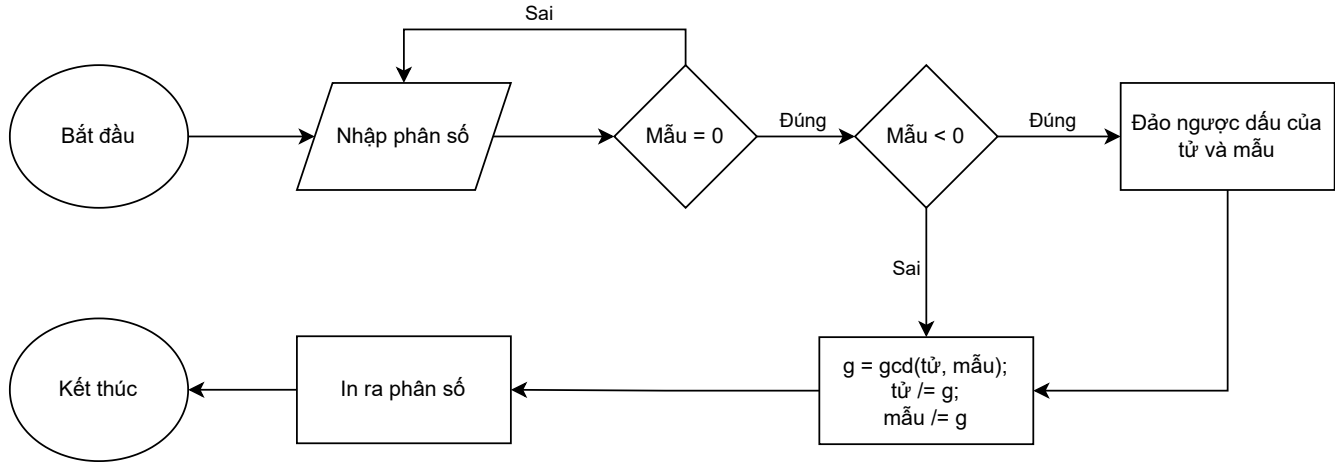 Sai
Bắt đầu
Nhập phân số
Mẫu = 0
Đúng
Mẫu < 0
Đúng
Đảo ngược dấu của
tử và mẫu
Sai
Kết thúc
In ra phân số
g = gcd(tử, mẫu);
tử /= g;
mẫu /= g